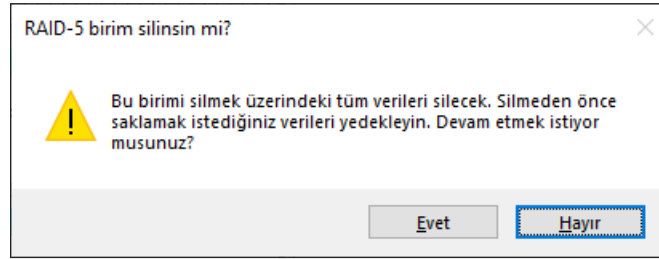 RAID-5 birim silinsin mi?
Bu birimi silmek üzerindeki tüm verileri silecek. Silmeden önce
saklamak istediğiniz verileri yedekleyin. Devam etmek istiyor
musunuz?
Evet
Hayır